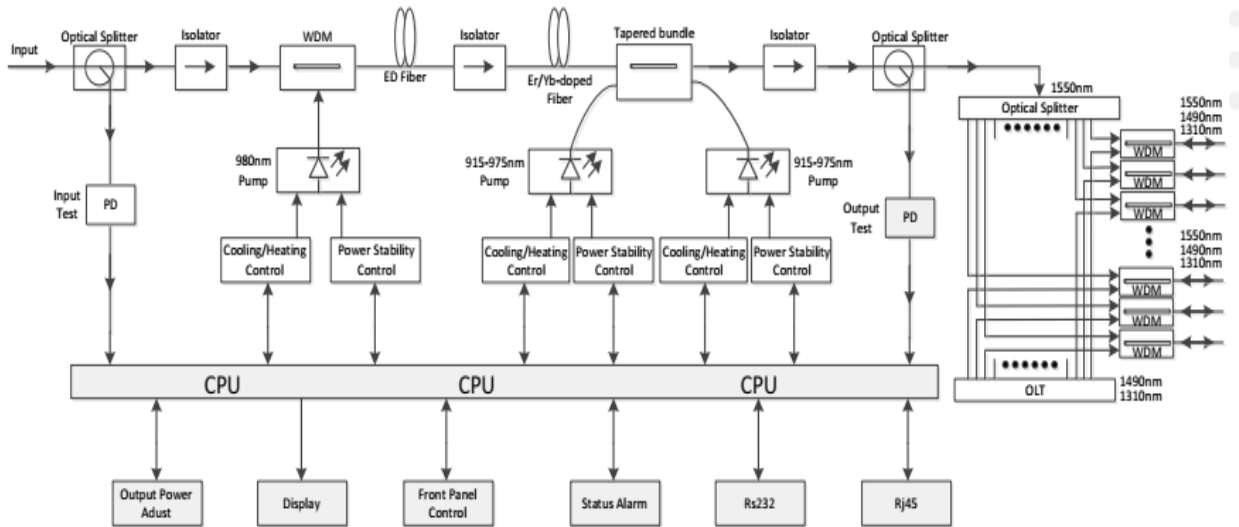 Input
Optical Splitter
Isolator
WDM
ED Fiber
Isolator
Er/Yb-doped
Fiber
Tapered bundle
Isolator
Optical Splitter
1550nm
Optical Splitter
1550nm
1490nm
1310nm
WDM
WDM
WDM
1550nm
1490nm
1310nm
WDM
WDM
WDM
OLT
1490nm
1310nm
980nm
Pump
915-975nm
Pump
915-975nm
Pump
Input
Test
PD
Output
Test
PD
Cooling/Heating
Control
Power Stability
Control
Cooling/Heating
Control
Power Stability
Control
Cooling/Heating
Control
Power Stability
Control
CPU
CPU
CPU
Output Power
Adust
Display
Front Panel
Control
Status Alarm
Rs232
Rj45